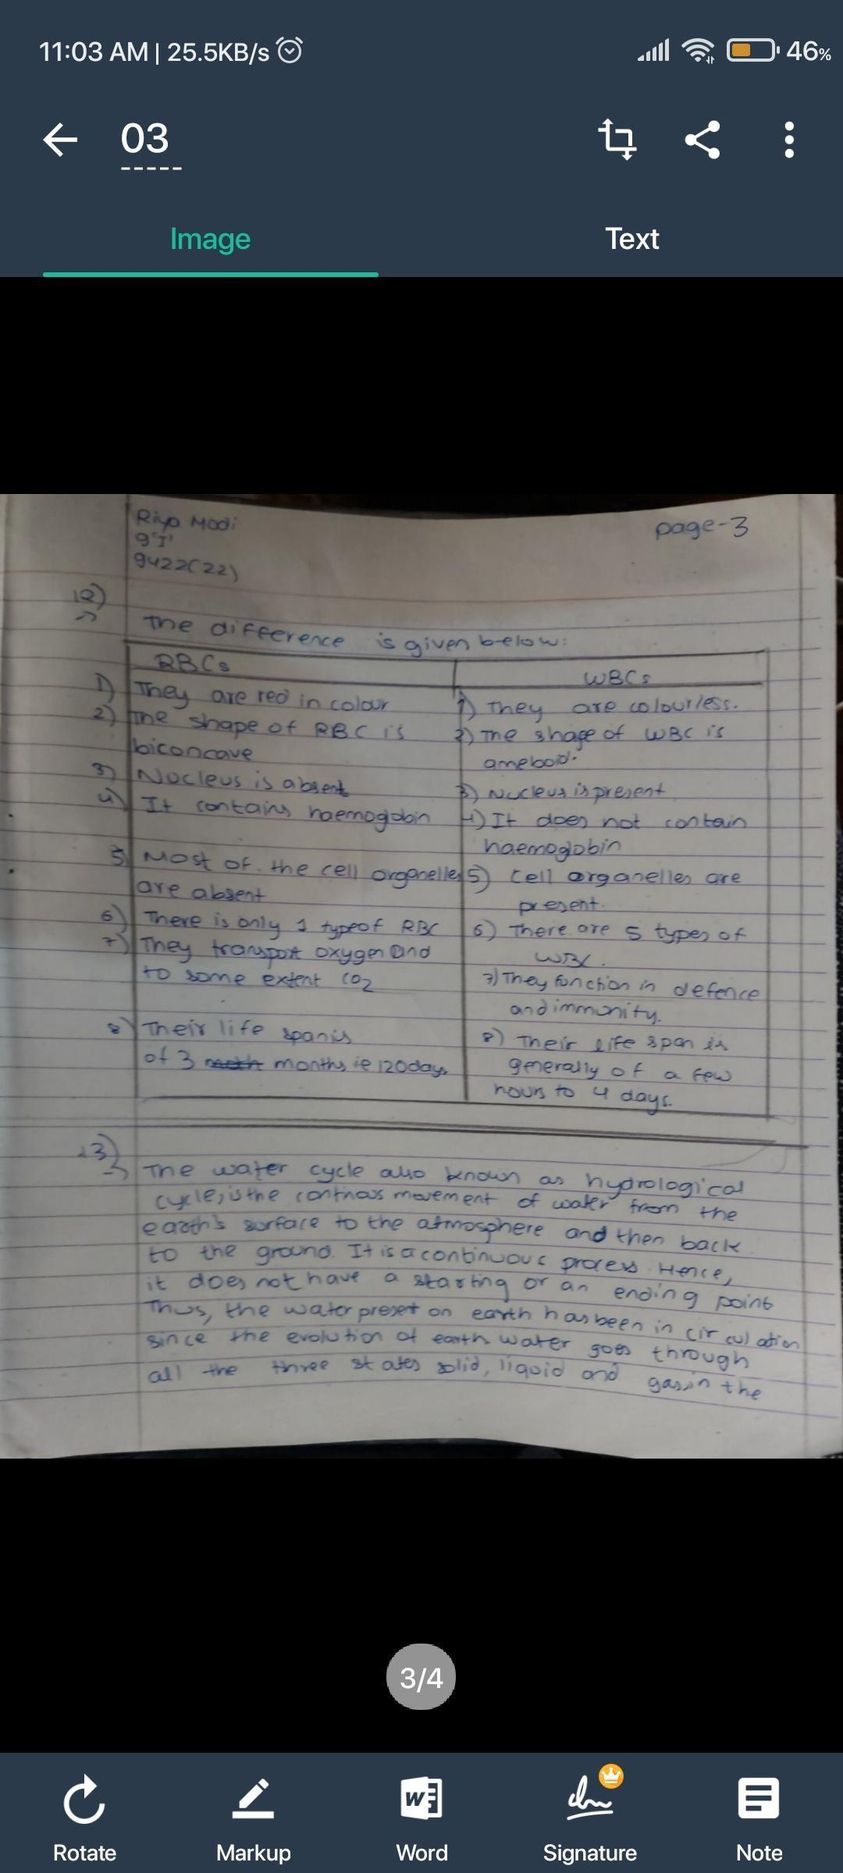 11:03 AM | 25.5KB/s 46%
03
Image Text
Riya Modi page-3
9'I'
9422(22)
12)
The difference is given below:
RBCs WBCs
1) They are red in colour 1) They are colourless.
2) The shape of RBC is 2) The shape of WBC is
biconcave ameboid.
3) Nucleus is absent 3) Nucleus is present
4) It contains haemoglobin 4) It does not contain
haemoglobin
5) Most of the cell organelles 5) Cell organelles are
are absent present.
6) There is only 1 type of RBC 6) There are 5 types of
WBC.
7) They transport oxygen and 7) They function in defence
to some extent CO2 and immunity.
8) Their life span is 8) Their life span is
of 3 months ie 120 days generally of a few
hours to 4 days.
13)
The water cycle also known as hydrological
cycle, is the continous movement of water from the
earth's surface to the atmosphere and then back
to the ground. It is a continuous process. Hence,
it does not have a starting or an ending point
Thus, the water preset on earth has been in circulation
since the evolution of earth water goes through
all the three states solid, liquid and gas in the
3/4
Rotate Markup Word Signature Note